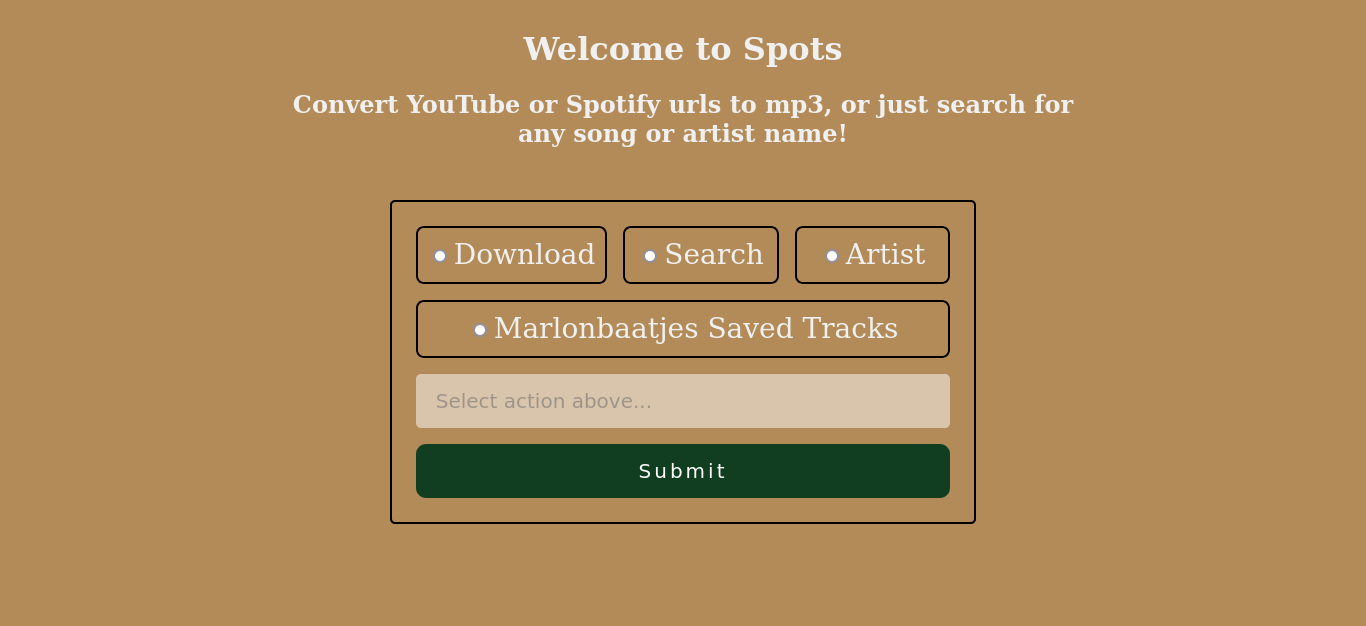 Welcome to Spots
Convert YouTube or Spotify urls to mp3, or just search for
any song or artist name!
Download Search Artist
Marlonbaatjes Saved Tracks
Select action above...
Submit